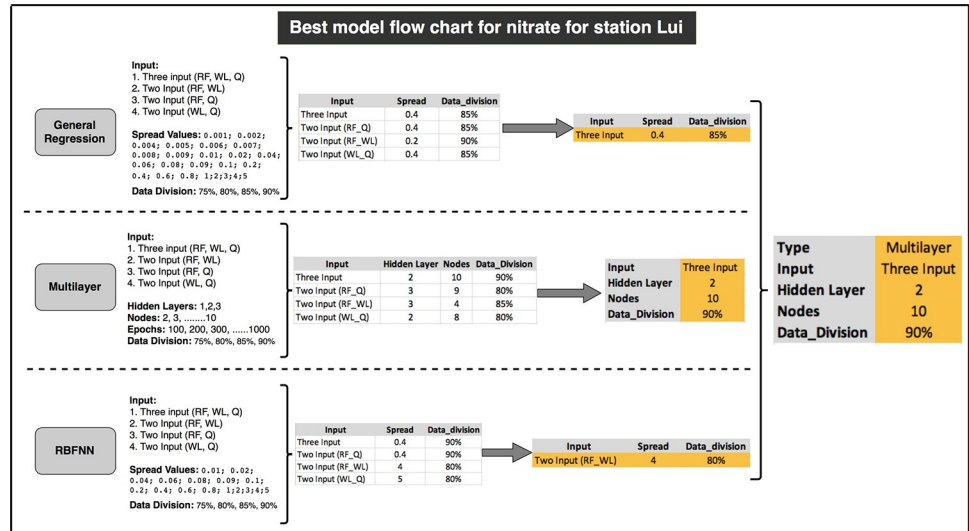 Best model flow chart for nitrate for station Lui
General
Regression
Input:
1. Three input (RF, WL, Q)
2. Two Input (RF, WL)
3. Two Input (RF, Q)
4. Two Input (WL, Q)
Spread Values: 0.001; 0.002;
0.004; 0.005; 0.006; 0.007;
0.008; 0.009; 0.01; 0.02; 0.04;
0.06; 0.08; 0.09; 0.1; 0.2;
0.4; 0.6; 0.8; 1;2;3;4;5
Data Division: 75%, 80%, 85%, 90%
Input Spread Data_division
Three Input 0.4 85%
Two Input (RF_Q) 0.4 85%
Two Input (RF_WL) 0.2 90%
Two Input (WL_Q) 0.4 85%
Input Spread Data_division
Three Input 0.4 85%
Multilayer
Input:
1. Three input (RF, WL, Q)
2. Two Input (RF, WL)
3. Two Input (RF, Q)
4. Two Input (WL, Q)
Hidden Layers: 1,2,3
Nodes: 2, 3, ........10
Epochs: 100, 200, 300, ......1000
Data Division: 75%, 80%, 85%, 90%
Input Hidden Layer Nodes Data_Division
Three Input 2 10 90%
Two Input (RF_Q) 3 9 80%
Two Input (RF_WL) 3 4 85%
Two Input (WL_Q) 2 8 80%
Input Three Input
Hidden Layer 2
Nodes 10
Data_Division 90%
Type Multilayer
Input Three Input
Hidden Layer 2
Nodes 10
Data_Division 90%
RBFNN
Input:
1. Three input (RF, WL, Q)
2. Two Input (RF, WL)
3. Two Input (RF, Q)
4. Two Input (WL, Q)
Spread Values: 0.01; 0.02;
0.04; 0.06; 0.08; 0.09; 0.1;
0.2; 0.4; 0.6; 0.8; 1;2;3;4;5
Data Division: 75%, 80%, 85%, 90%
Input Spread Data_division
Three Input 0.4 90%
Two Input (RF_Q) 0.4 90%
Two Input (RF_WL) 4 80%
Two Input (WL_Q) 5 80%
Input Spread Data_division
Two Input (RF_WL) 4 80%